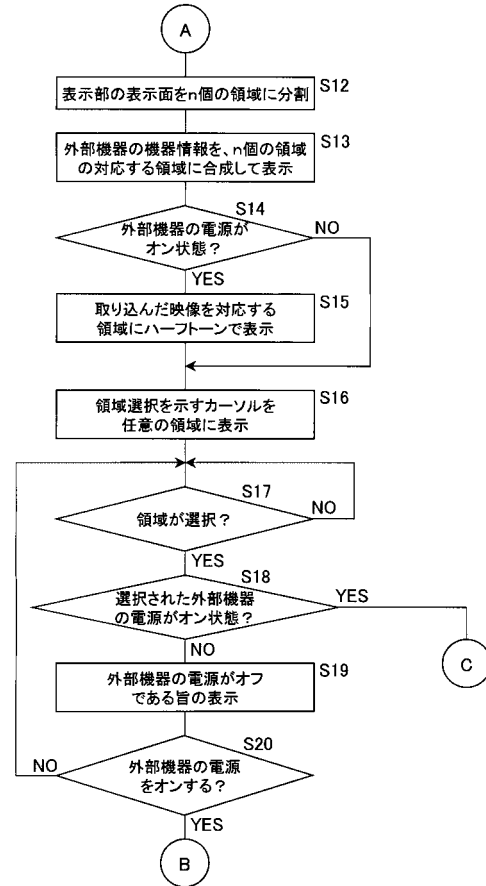 A
表示部の表示面をn個の領域に分割
S12
外部機器の機器情報を、n個の領域
の対応する領域に合成して表示
S13
S14
外部機器の電源が
オン状態？
NO
YES
取り込んだ映像を対応する
領域にハーフトーンで表示
S15
領域選択を示すカーソルを
任意の領域に表示
S16
S17
領域が選択？
NO
YES
S18
選択された外部機器
の電源がオン状態？
YES
NO
C
外部機器の電源がオフ
である旨の表示
S19
S20
外部機器の電源
をオンする？
NO
YES
B